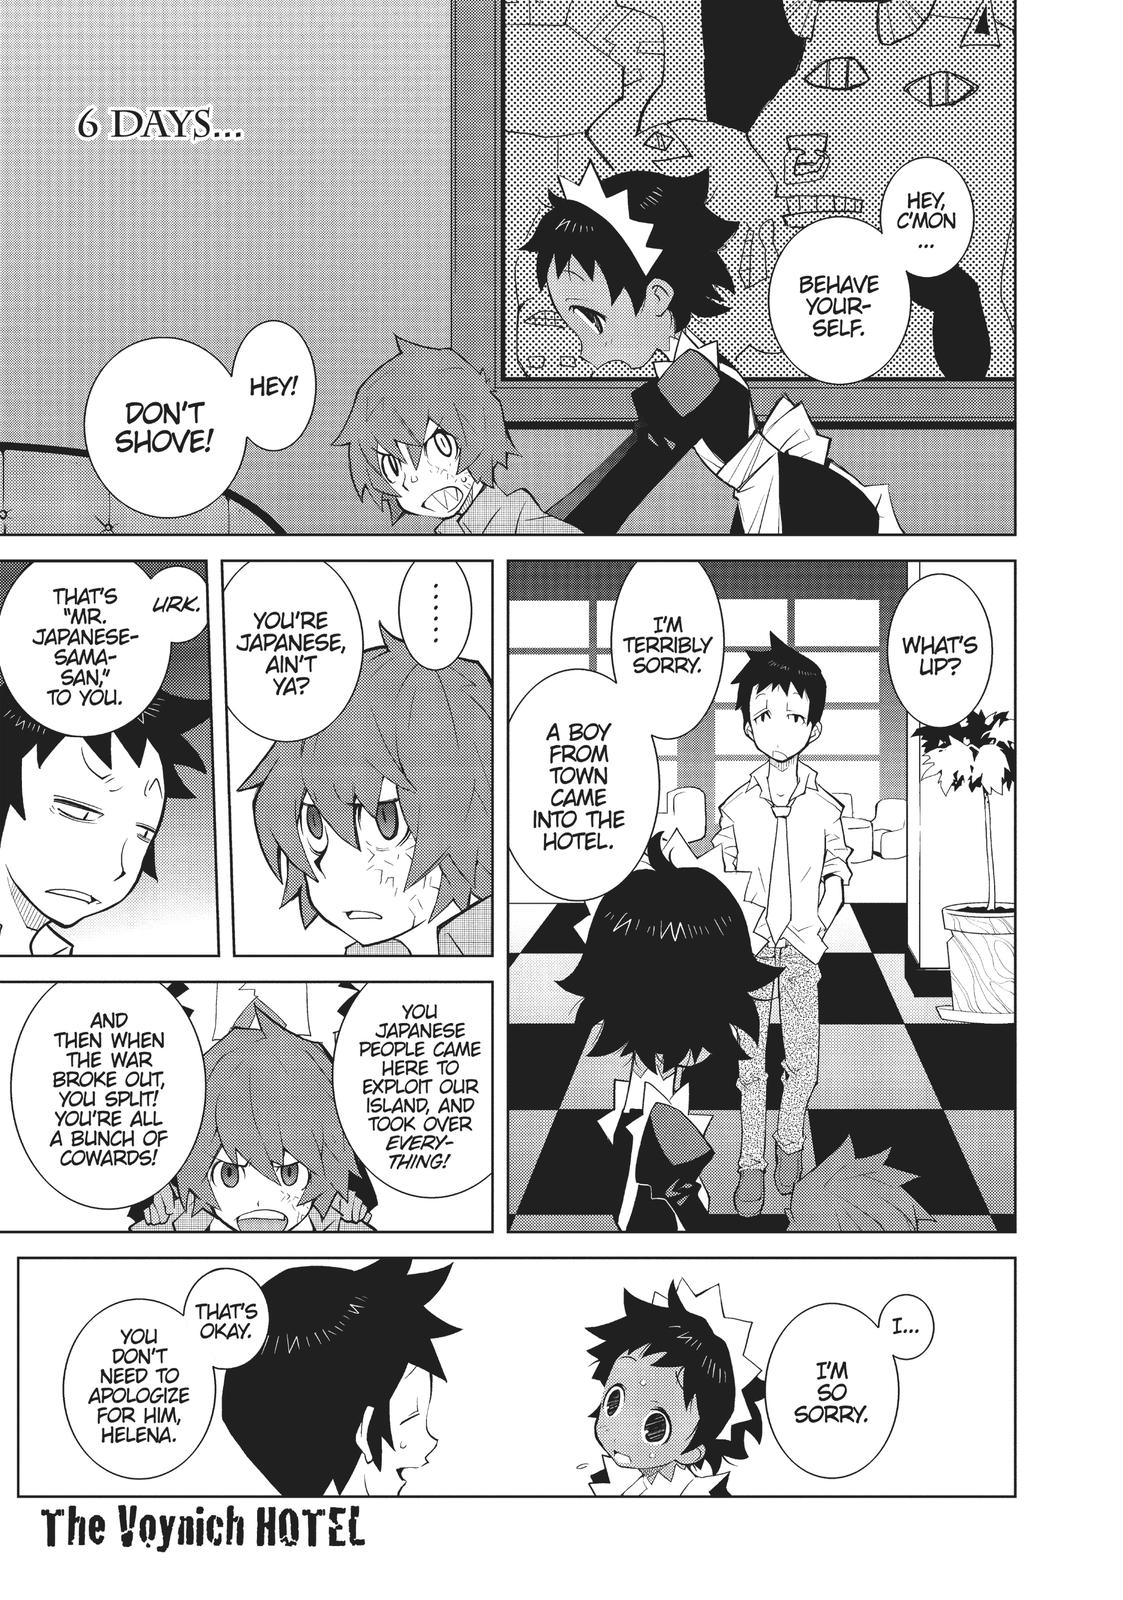 HEY,
C'MON
...
BEHAVE
YOUR-
SELF.
HEY!
DON'T
SHOVE!
6 DAYS...
WHAT'S
UP?
I'M
TERRIBLY
SORRY.
A BOY
FROM
TOWN
CAME
INTO THE
HOTEL.
......
YOU'RE
JAPANESE,
AIN'T
YA?
URK.
THAT'S
"MR.
JAPANESE-
SAMA-
SAN,"
TO YOU.
YOU
JAPANESE
PEOPLE CAME
HERE TO
EXPLOIT OUR
ISLAND, AND
TOOK OVER
EVERY-
THING!
AND
THEN WHEN
THE WAR
BROKE OUT,
YOU SPLIT!
YOU'RE ALL
A BUNCH OF
COWARDS!
I...
I'M
SO
SORRY.
THAT'S
OKAY.
YOU
DON'T
NEED TO
APOLOGIZE
FOR HIM,
HELENA.
The Voynich HOTEL